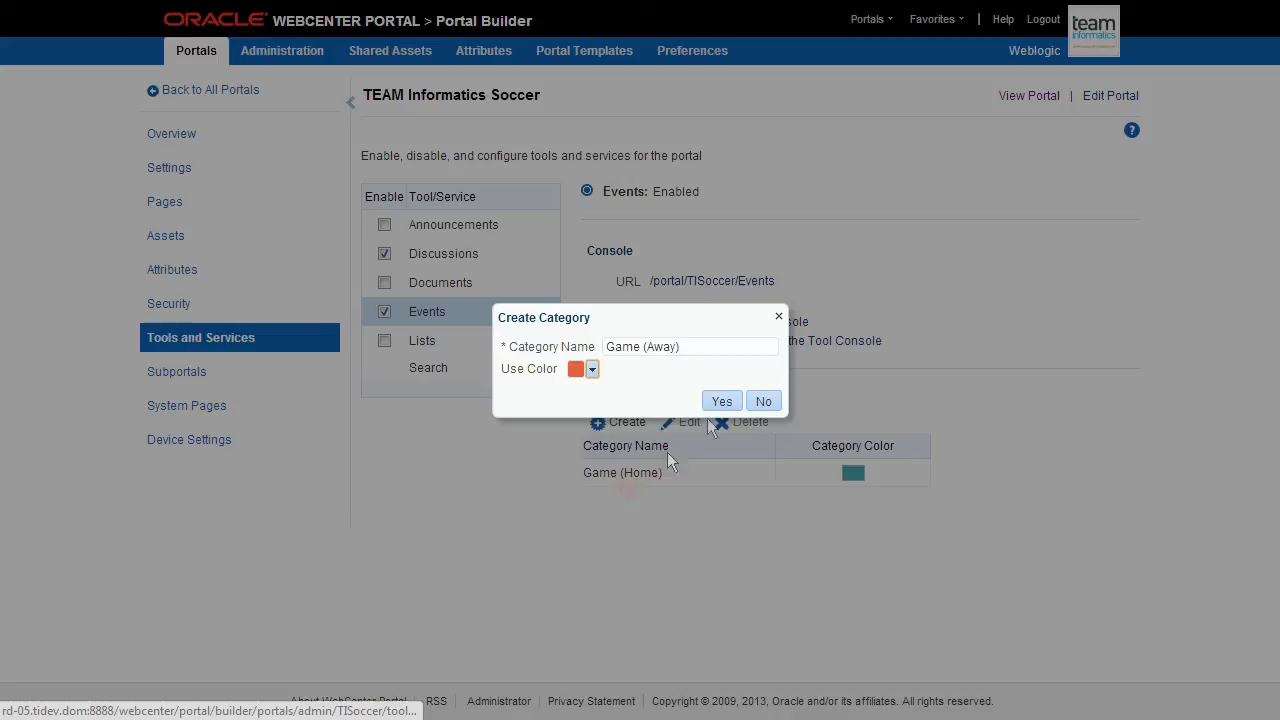 ORACLE WEBCENTER PORTAL > Portal Builder
Portals Favorites | Help Logout
team informatics
Portals Administration Shared Assets Attributes Portal Templates Preferences Weblogic
Back to All Portals
TEAM Informatics Soccer
View Portal | Edit Portal
Overview
Settings
Pages
Assets
Attributes
Security
Tools and Services
Subportals
System Pages
Device Settings
Enable, disable, and configure tools and services for the portal
Enable Tool/Service
Announcements
Discussions
Documents
Events
Lists
Search
Events: Enabled
Console
URL /portal/TISoccer/Events
the Tool Console
Create Category
* Category Name Game (Away)
Use Color
Yes No
Create Edit Delete
Category Name Category Color
Game (Home)
About WebCenter Portal RSS Administrator Privacy Statement Copyright © 2009, 2013, Oracle and/or its affiliates. All rights reserved.
rd-05.tidev.dom:8888/webcenter/portal/builder/portals/admin/TISoccer/tool...